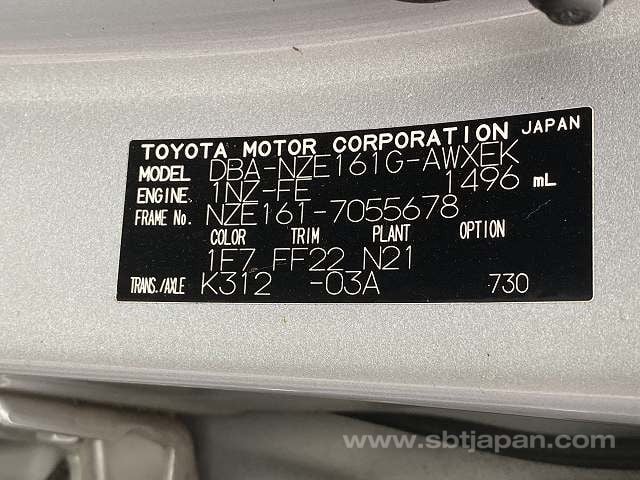 TOYOTA MOTOR CORPORATION JAPAN
MODEL DBA-NZE161G-AWXEK
ENGINE 1NZ-FE 1496 mL
FRAME No. NZE161-7055678
COLOR TRIM PLANT OPTION
1E7 FF22 N21
TRANS./AXLE K312 -03A 730
www.sbtjapan.com